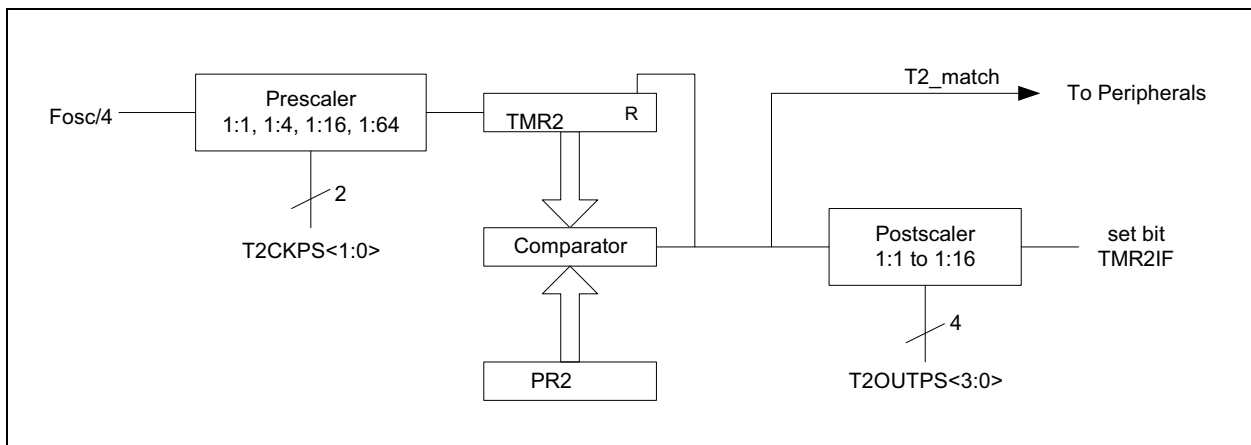 Fosc/4
Prescaler
1:1, 1:4, 1:16, 1:64
2
T2CKPS<1:0>
TMR2
R
Comparator
PR2
T2_match
To Peripherals
Postscaler
1:1 to 1:16
set bit
TMR2IF
4
T2OUTPS<3:0>